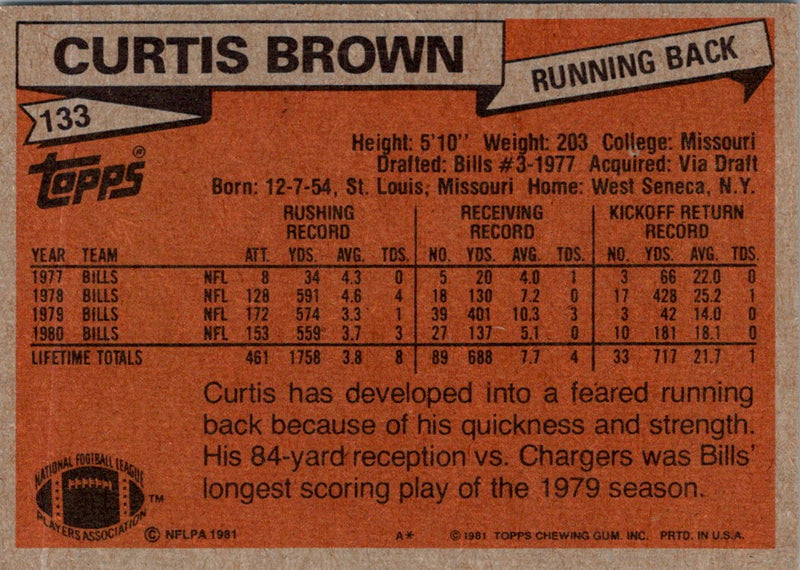 CURTIS BROWN
RUNNING BACK
133
Topps®
Height: 5'10'' Weight: 203 College: Missouri
Drafted: Bills #3-1977 Acquired: Via Draft
Born: 12-7-54, St. Louis, Missouri Home: West Seneca, N.Y.
RUSHING RECORD RECEIVING RECORD KICKOFF RETURN RECORD
YEAR TEAM ATT. YDS. AVG. TDS. NO. YDS. AVG. TDS. NO. YDS. AVG. TDS.
1977 BILLS NFL 8 34 4.3 0 5 20 4.0 1 3 66 22.0 0
1978 BILLS NFL 128 591 4.6 4 18 130 7.2 0 17 428 25.2 1
1979 BILLS NFL 172 574 3.3 1 39 401 10.3 3 3 42 14.0 0
1980 BILLS NFL 153 559 3.7 3 27 137 5.1 0 10 181 18.1 0
LIFETIME TOTALS 461 1758 3.8 8 89 688 7.7 4 33 717 21.7 1
Curtis has developed into a feared running
back because of his quickness and strength.
His 84-yard reception vs. Chargers was Bills'
longest scoring play of the 1979 season.
NATIONAL FOOTBALL LEAGUE
PLAYERS ASSOCIATION
™
© NFLPA 1981 A* © 1981 TOPPS CHEWING GUM. INC. PRTD. IN U.S.A.